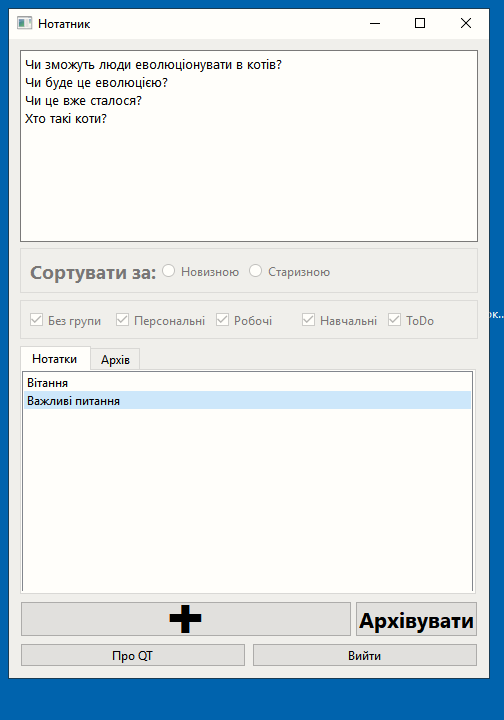 Нотатник
Чи зможуть люди еволюціонувати в котів?
Чи буде це еволюцією?
Чи це вже сталося?
Хто такі коти?
Сортувати за: Новизною Старизною
Без групи Персональні Робочі Навчальні ToDo
Нотатки Архів
Вітання
Важливі питання
Архівувати
Про QT Вийти